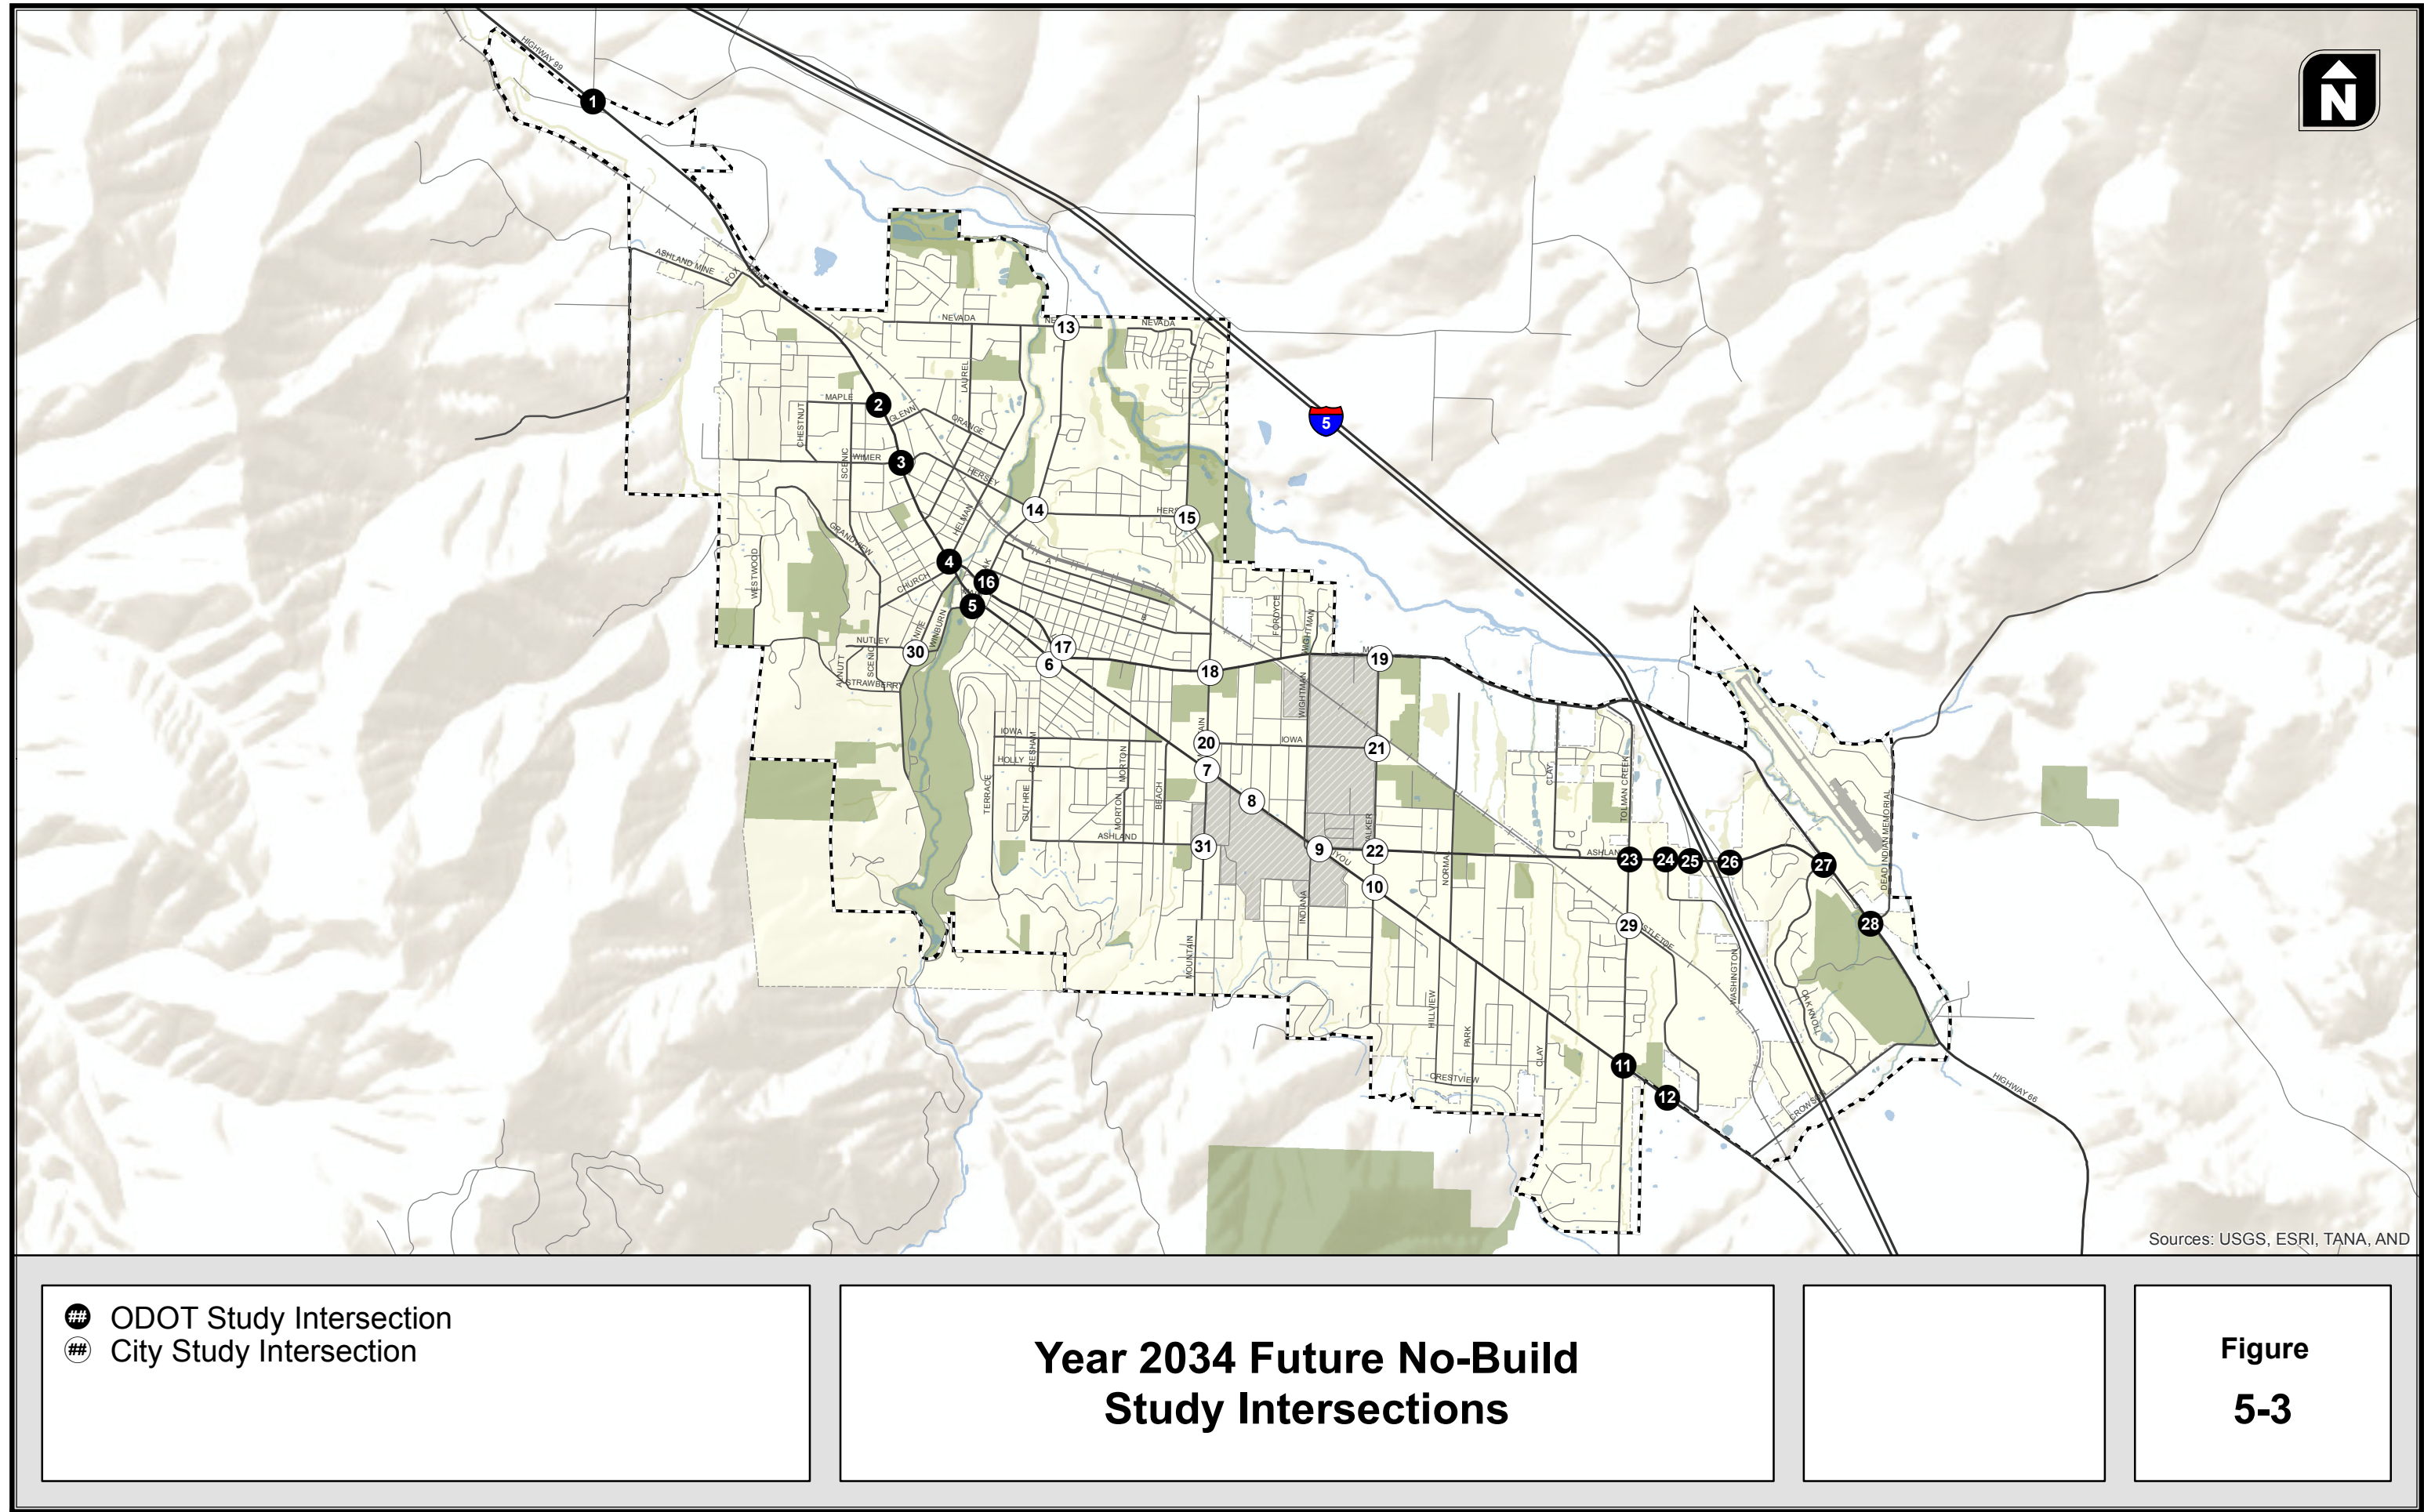 HIGHWAY 99
1
N
ASHLAND MINE
FOX
NEVADA
13
NEVADA
LAUREL
5
MAPLE
2
GLENN
CHESTNUT
ORANGE
WIMER
3
SCENIC
HERSEY
14
15
HELMAN
GRANDVIEW
4
A
WESTWOOD
CHURCH
16
5
FORDYCE
WIGHTMAN
B
WINBURN
NUTLEY
30
17
6
18
19
SCENIC
STRAWBERRY
WIGHTMAN
IOWA
20
IOWA
21
GRESHAM
HOLLY
MORTON
7
CLAY
TOLMAN CREEK
TERRACE
GUTHRIE
MORTON
BEACH
8
DEAD INDIAN MEMORIAL
ASHLAND
31
9
22
23
24
25
26
27
10
INDIANA
28
29
MOUNTAIN
WASHINGTON
OAK KNOLL
HILLVIEW
PARK
CLAY
11
CRESTVIEW
12
HIGHWAY 66
Sources: USGS, ESRI, TANA, AND
## ODOT Study Intersection
## City Study Intersection
Year 2034 Future No-Build
Study Intersections
Figure
5-3